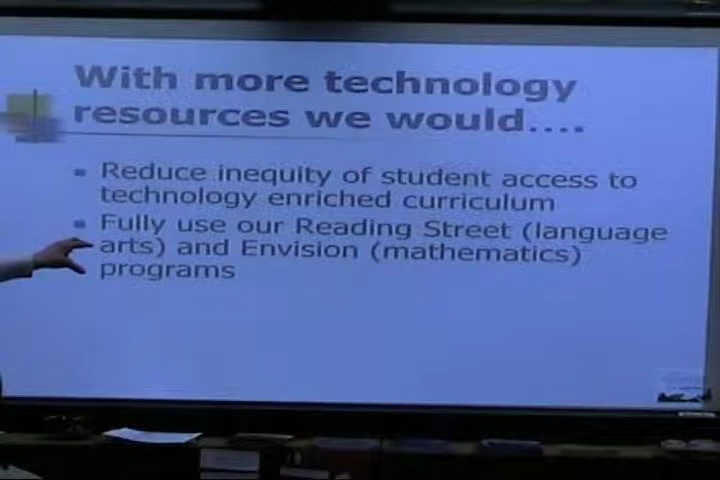 With more technology
resources we would....
Reduce inequity of student access to
technology enriched curriculum
Fully use our Reading Street (language
arts) and Envision (mathematics)
programs